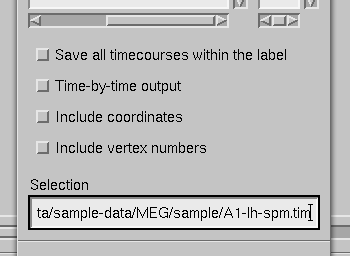 Save all timecourses within the label
Time-by-time output
Include coordinates
Include vertex numbers
Selection
ta/sample-data/MEG/sample/A1-lh-spm.tim